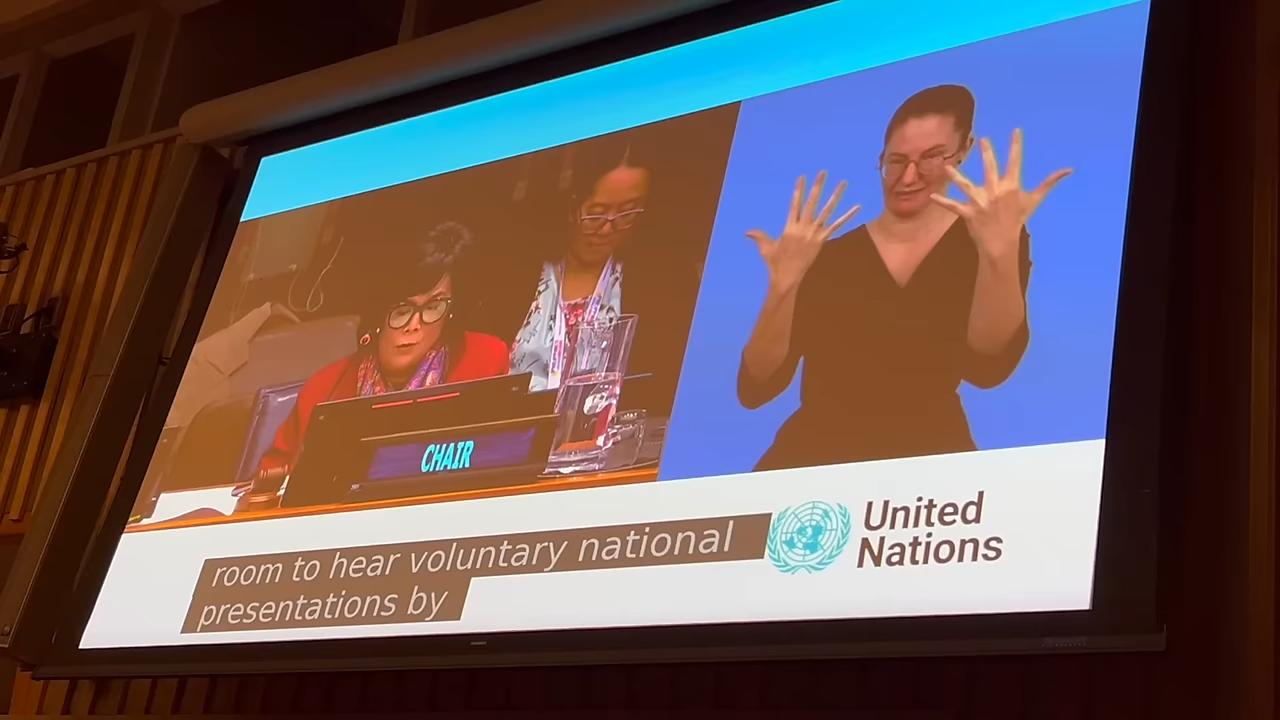 CHAIR
room to hear voluntary national
presentations by
United
Nations